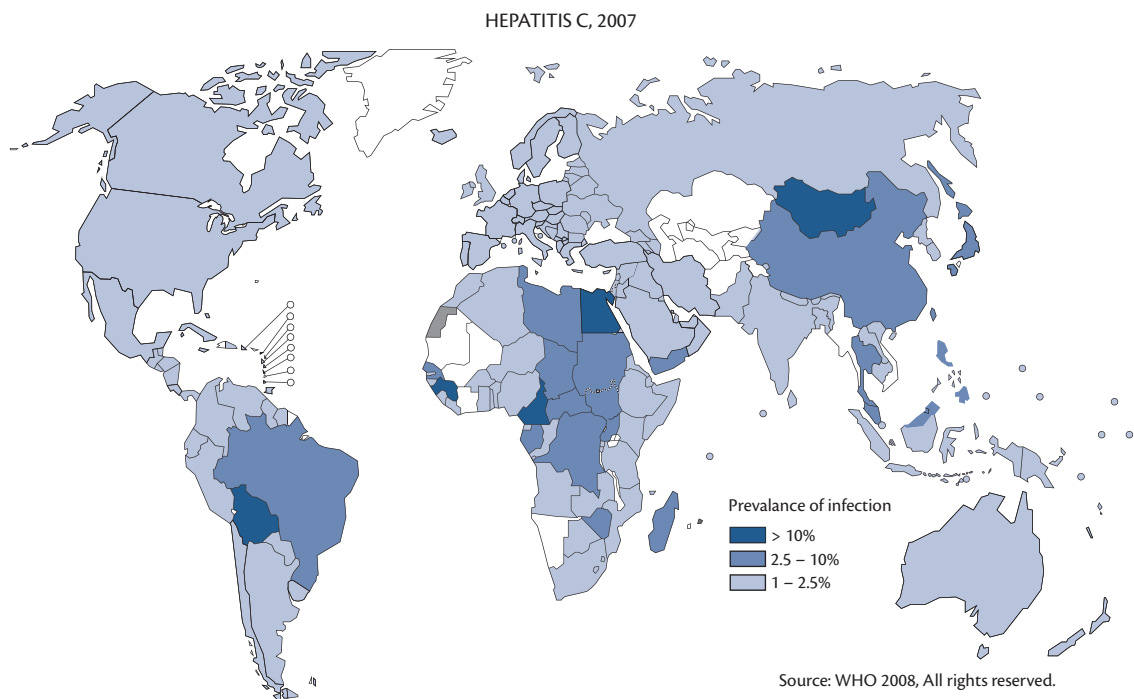 HEPATITIS C, 2007
Prevalance of infection
> 10%
2.5 – 10%
1 – 2.5%
Source: WHO 2008, All rights reserved.